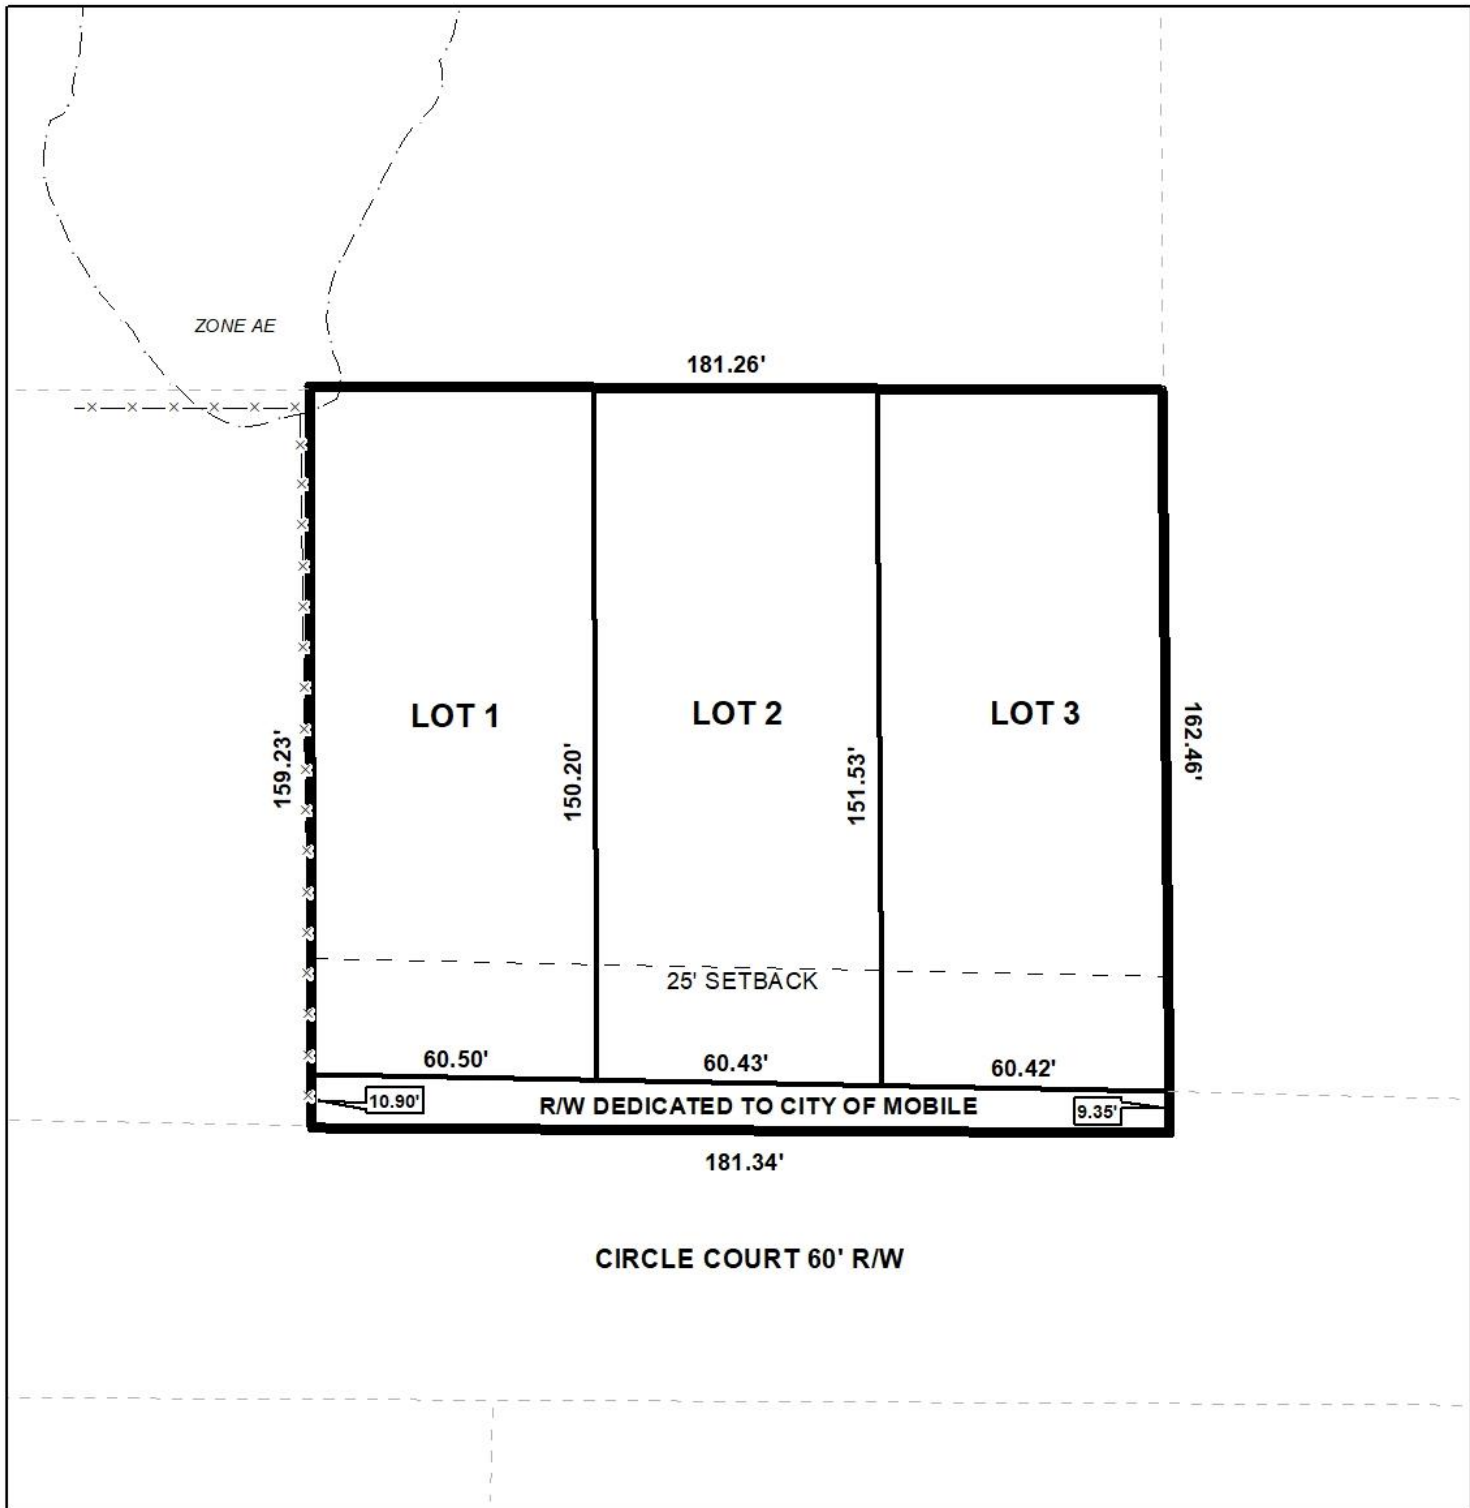 ZONE AE
181.26'
LOT 1
LOT 2
LOT 3
159.23'
150.20'
151.53'
162.46'
25' SETBACK
60.50'
60.43'
60.42'
10.90'
R/W DEDICATED TO CITY OF MOBILE
9.35'
181.34'
CIRCLE COURT 60' R/W